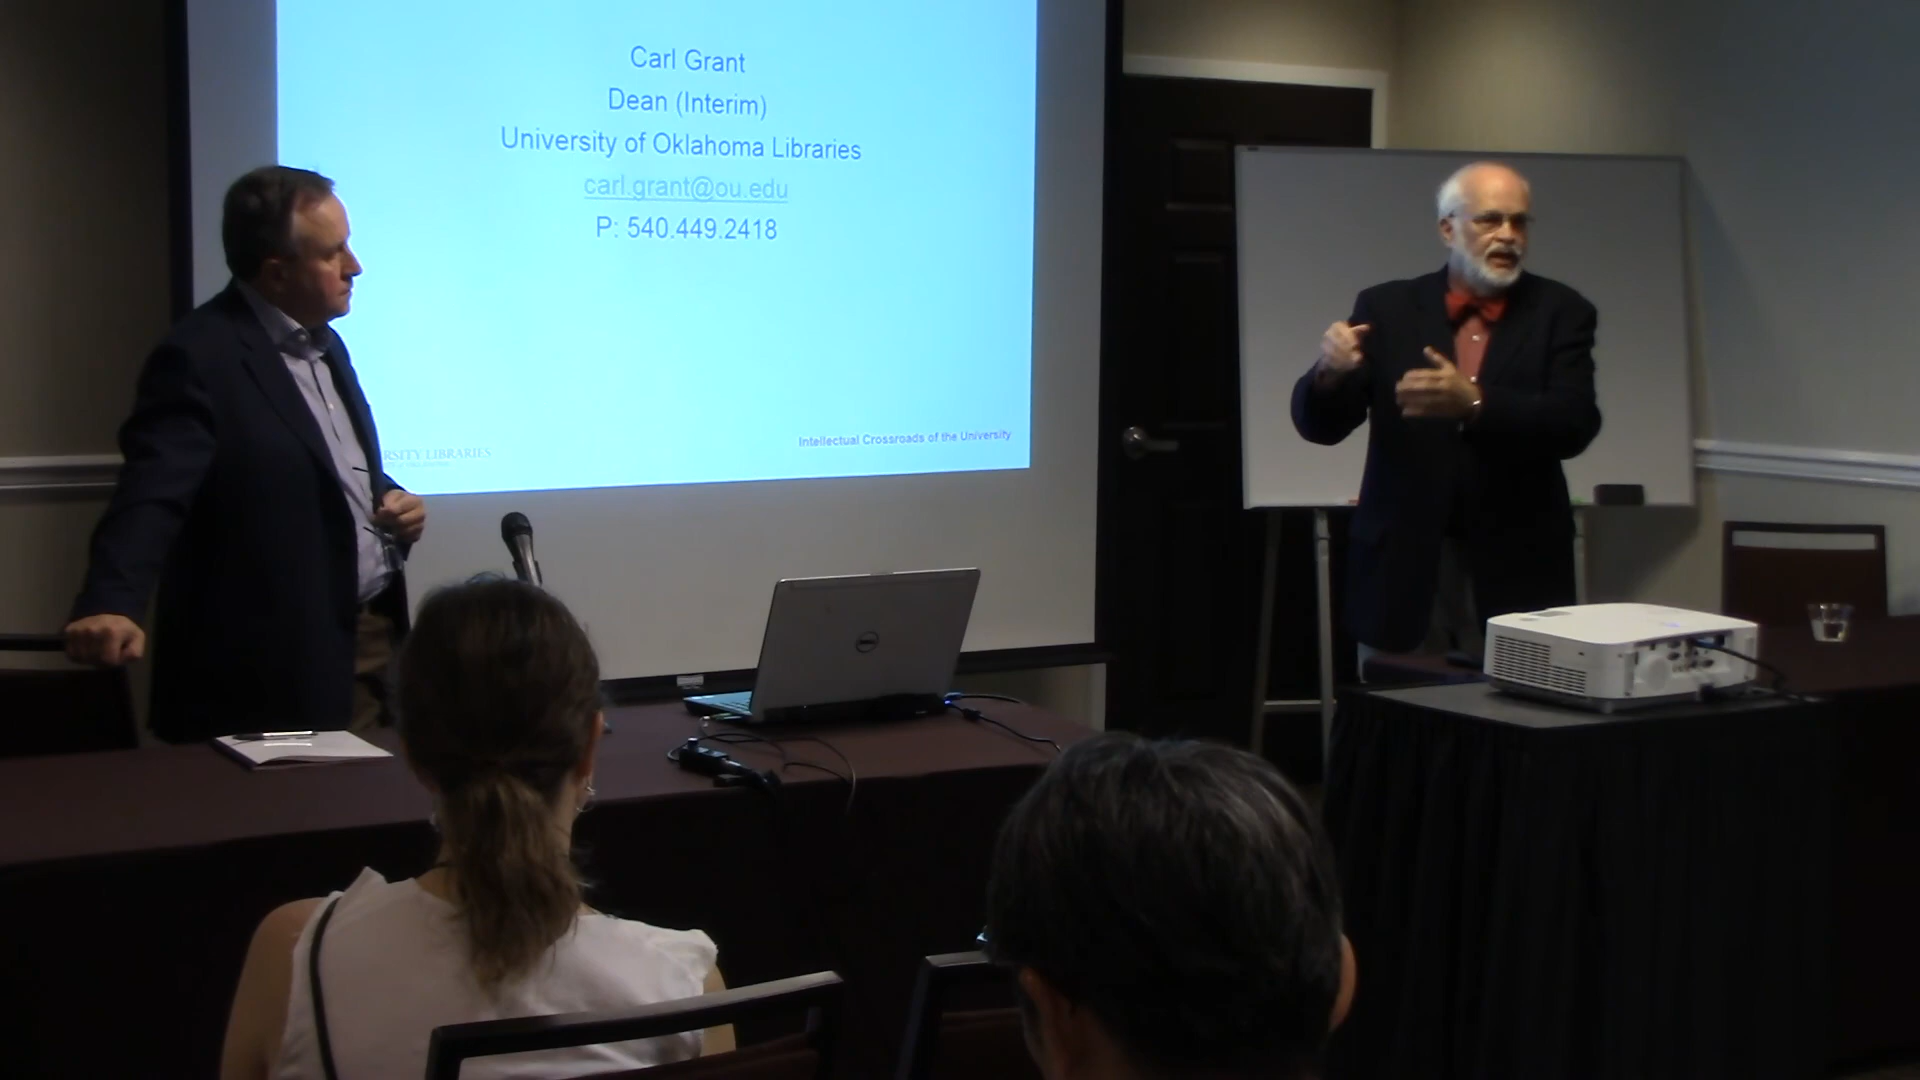 Carl Grant
Dean (Interim)
University of Oklahoma Libraries
carl.grant@ou.edu
P: 540.449.2418
Intellectual Crossroads of the University
RSITY LIBRARIES
DELL